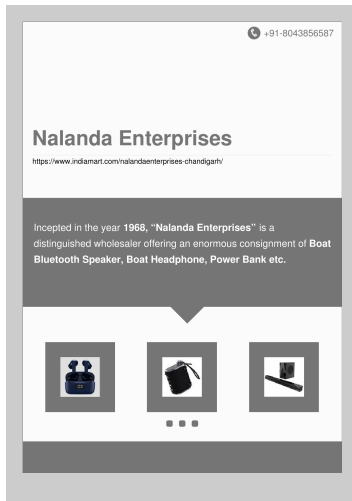 +91-8043856587
Nalanda Enterprises
https://www.indiamart.com/nalandaenterprises-chandigarh/
Incepted in the year 1968, “Nalanda Enterprises” is a
distinguished wholesaler offering an enormous consignment of Boat
Bluetooth Speaker, Boat Headphone, Power Bank etc.